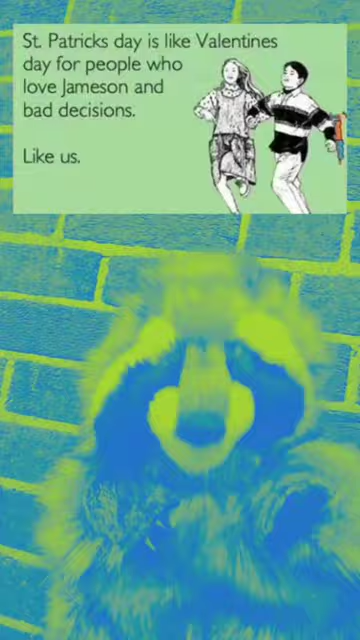 St. Patricks day is like Valentines
day for people who
love Jameson and
bad decisions.
Like us.